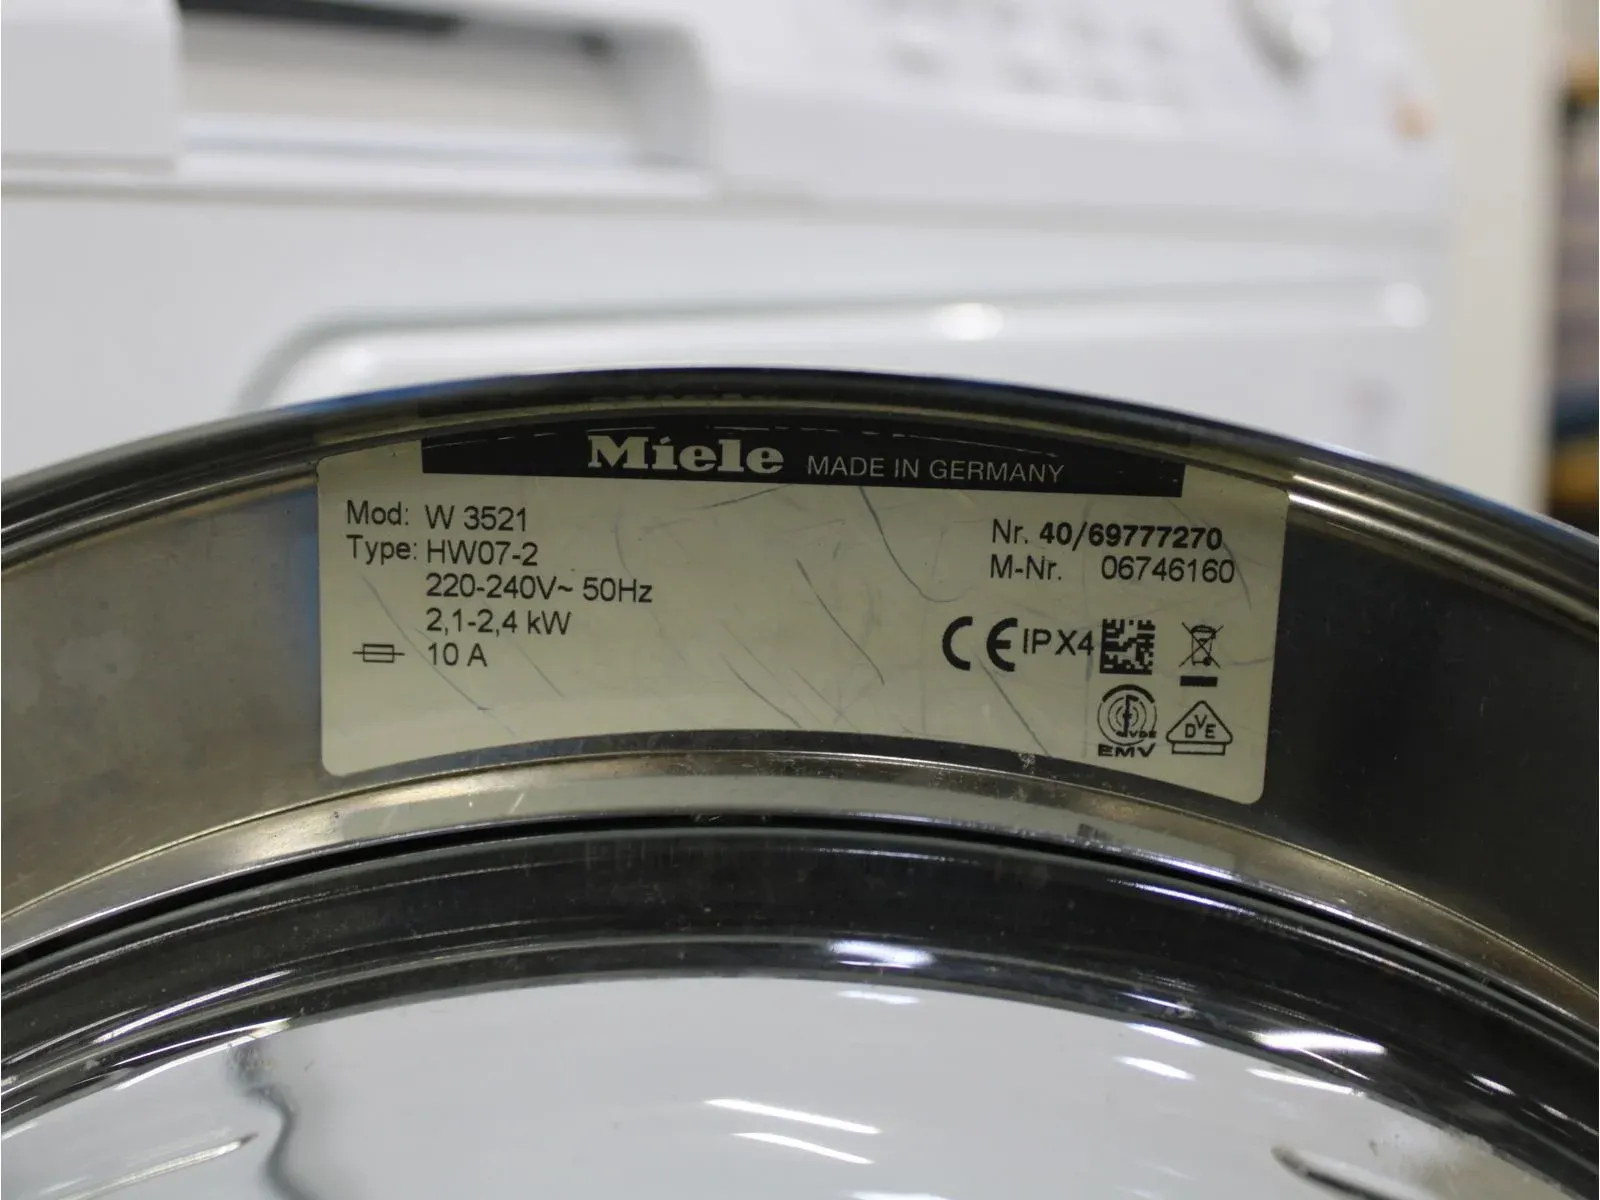 Miele MADE IN GERMANY
Mod: W 3521
Type: HW07-2
220-240V~ 50Hz
2,1-2,4 kW
10 A
Nr. 40/69777270
M-Nr. 06746160
CE IPX4
VDE
EMV
DVE